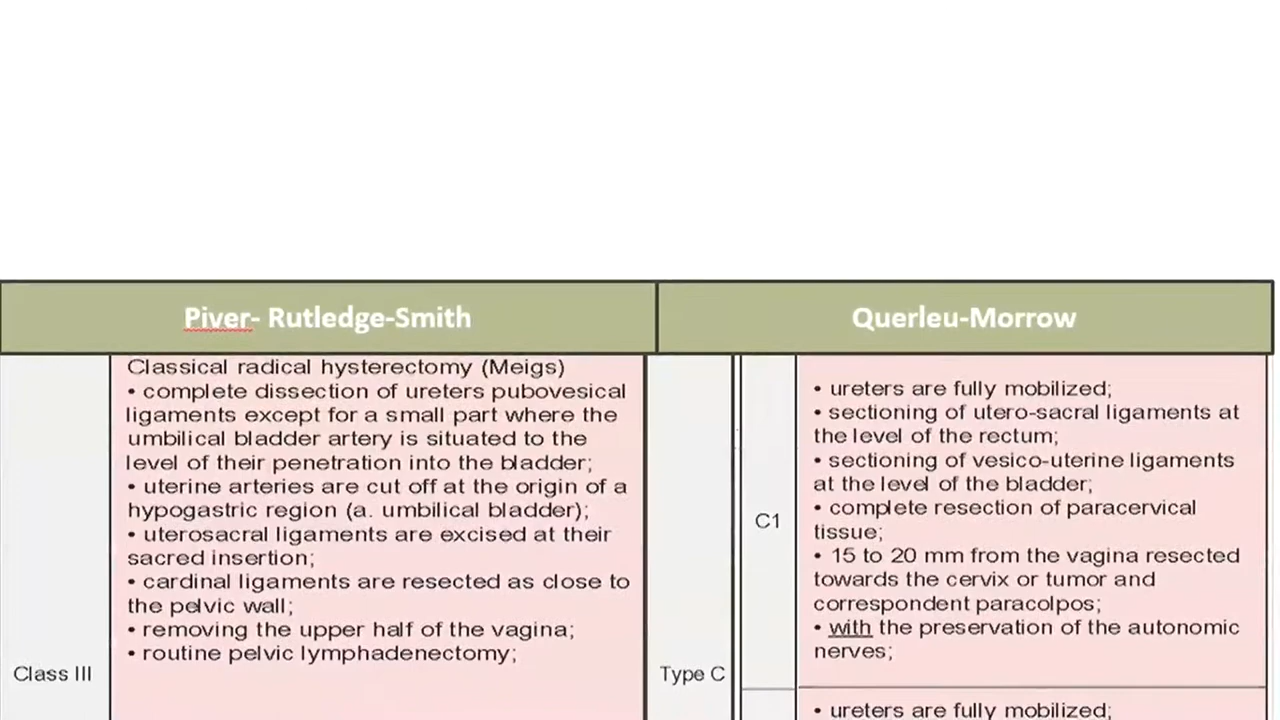 Piver- Rutledge-Smith
Querleu-Morrow
Class III
Classical radical hysterectomy (Meigs)
• complete dissection of ureters pubovesical
ligaments except for a small part where the
umbilical bladder artery is situated to the
level of their penetration into the bladder;
• uterine arteries are cut off at the origin of a
hypogastric region (a. umbilical bladder);
• uterosacral ligaments are excised at their
sacred insertion;
• cardinal ligaments are resected as close to
the pelvic wall;
• removing the upper half of the vagina;
• routine pelvic lymphadenectomy;
Type C
C1
• ureters are fully mobilized;
• sectioning of utero-sacral ligaments at
the level of the rectum;
• sectioning of vesico-uterine ligaments
at the level of the bladder;
• complete resection of paracervical
tissue;
• 15 to 20 mm from the vagina resected
towards the cervix or tumor and
correspondent paracolpos;
• with the preservation of the autonomic
nerves;
• ureters are fully mobilized;